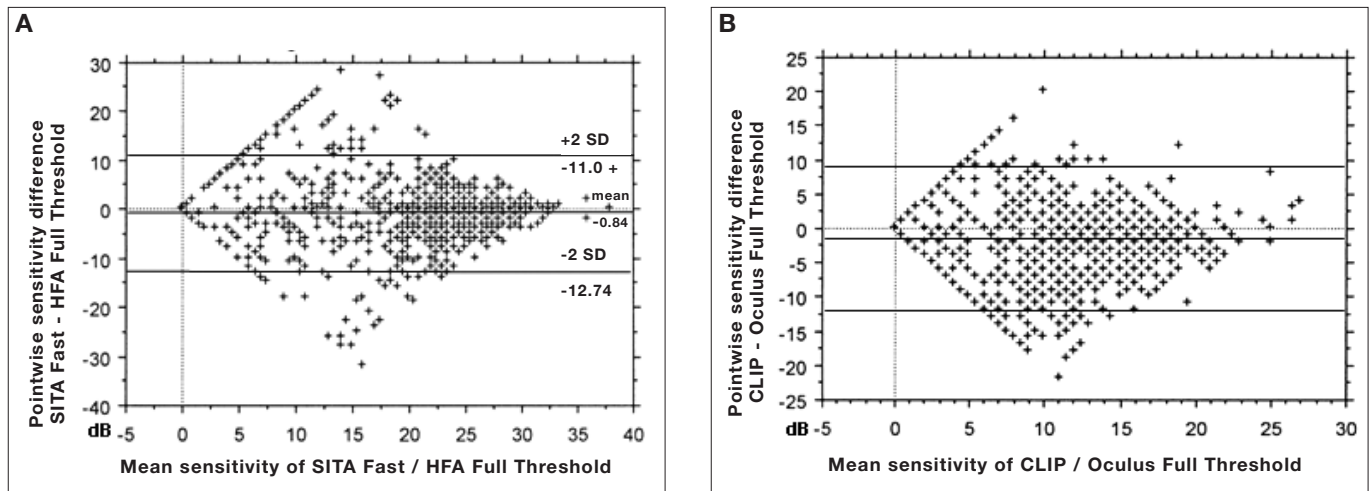 A
Pointwise sensitivity difference
SITA Fast - HFA Full Threshold
30
20
10
0
-10
-20
-30
-40
+2 SD
-11.0 +
mean
-0.84
-2 SD
-12.74
dB -5 0 5 10 15 20 25 30 35 40
Mean sensitivity of SITA Fast / HFA Full Threshold
B
Pointwise sensitivity difference
CLIP - Oculus Full Threshold
25
20
15
10
5
0
-5
-10
-15
-20
-25
dB -5 0 5 10 15 20 25 30
Mean sensitivity of CLIP / Oculus Full Threshold